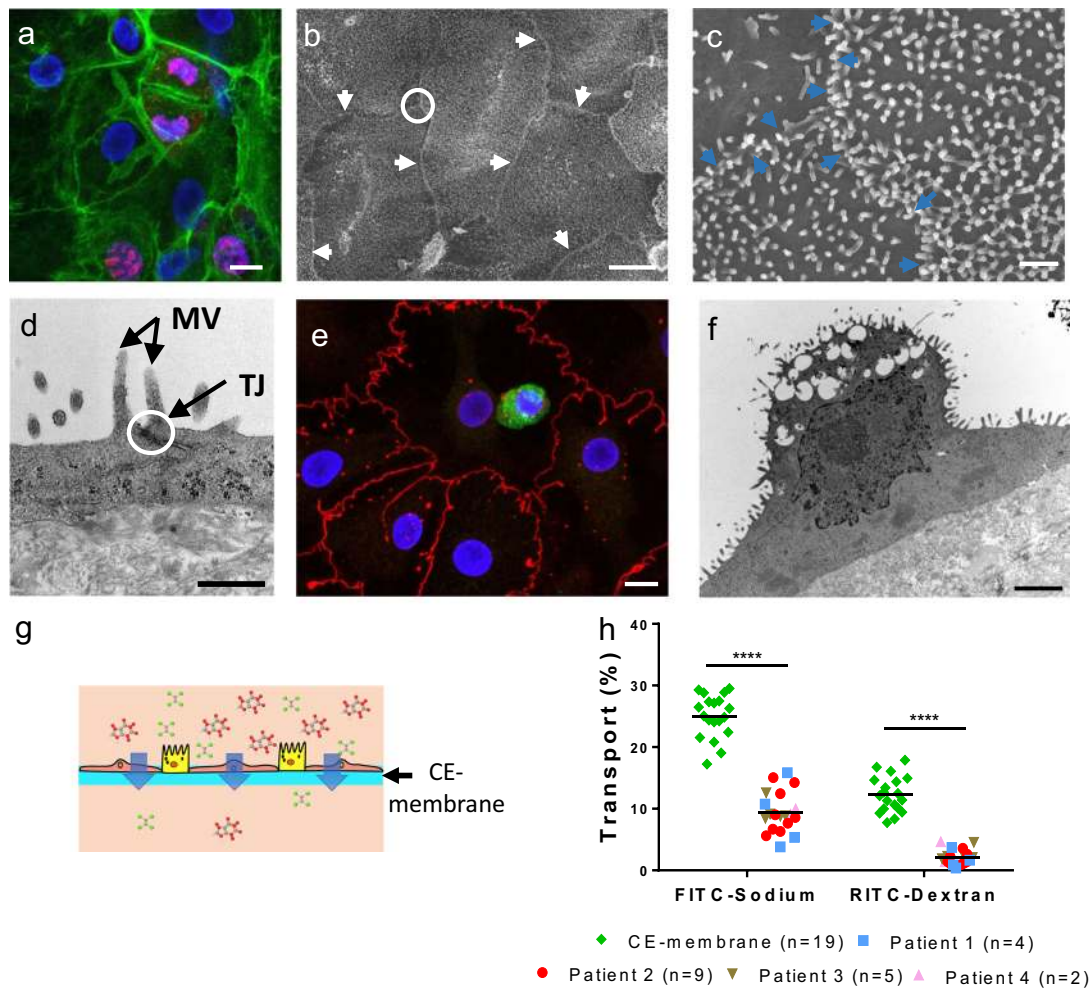 a
b
c
d
MV
TJ
e
f
g
CE-
membrane
h
Transport (%)
40
30
20
10
0
****
****
FITC-Sodium RITC-Dextran
CE-membrane (n=19) Patient 1 (n=4)
Patient 2 (n=9) Patient 3 (n=5) Patient 4 (n=2)